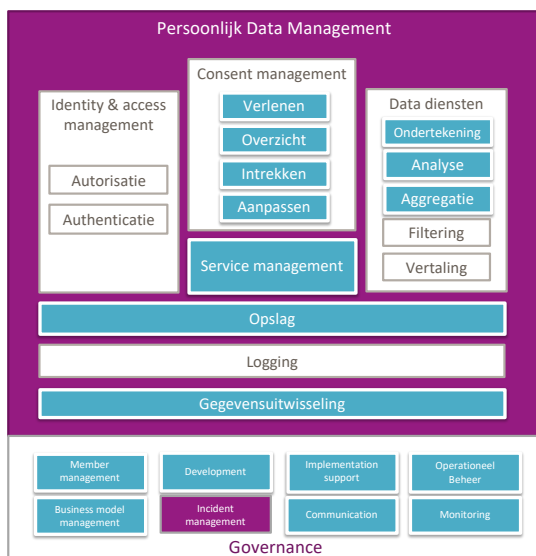 Persoonlijk Data Management
Identity & access
management
Autorisatie
Authenticatie
Consent management
Verlenen
Overzicht
Intrekken
Aanpassen
Service management
Data diensten
Ondertekening
Analyse
Aggregatie
Filtering
Vertaling
Opslag
Logging
Gegevensuitwisseling
Member
management
Development
Implementation
support
Operationeel
Beheer
Business model
management
Incident
management
Communication
Monitoring
Governance